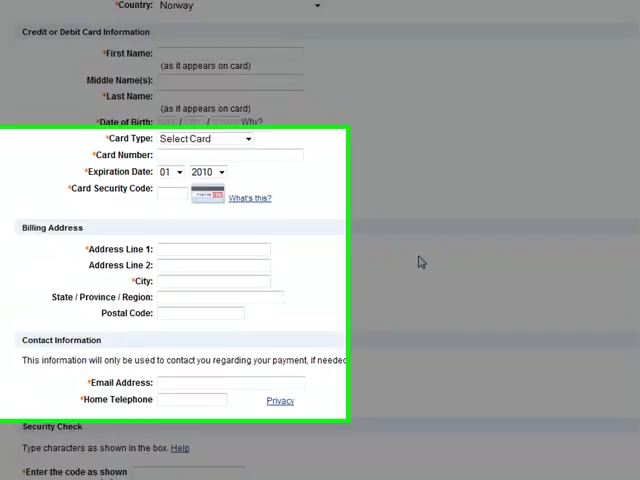 *Country: Norway
Credit or Debit Card Information
*First Name:
(as it appears on card)
Middle Name(s):
*Last Name:
(as it appears on card)
*Date of Birth: / / Why?
*Card Type: Select Card
*Card Number:
*Expiration Date: 01 2010
*Card Security Code: What's this?
Billing Address
*Address Line 1:
Address Line 2:
*City:
State / Province / Region:
Postal Code:
Contact Information
This information will only be used to contact you regarding your payment, if needed
*Email Address:
*Home Telephone Privacy
Security Check
Type characters as shown in the box. Help
*Enter the code as shown